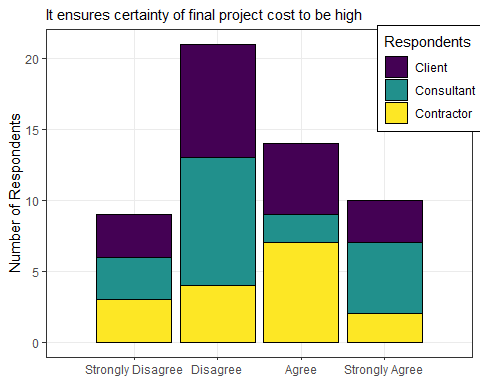 It ensures certainty of final project cost to be high
Respondents
Client
Consultant
Contractor
Number of Respondents
20
15
10
5
0
Strongly Disagree
Disagree
Agree
Strongly Agree